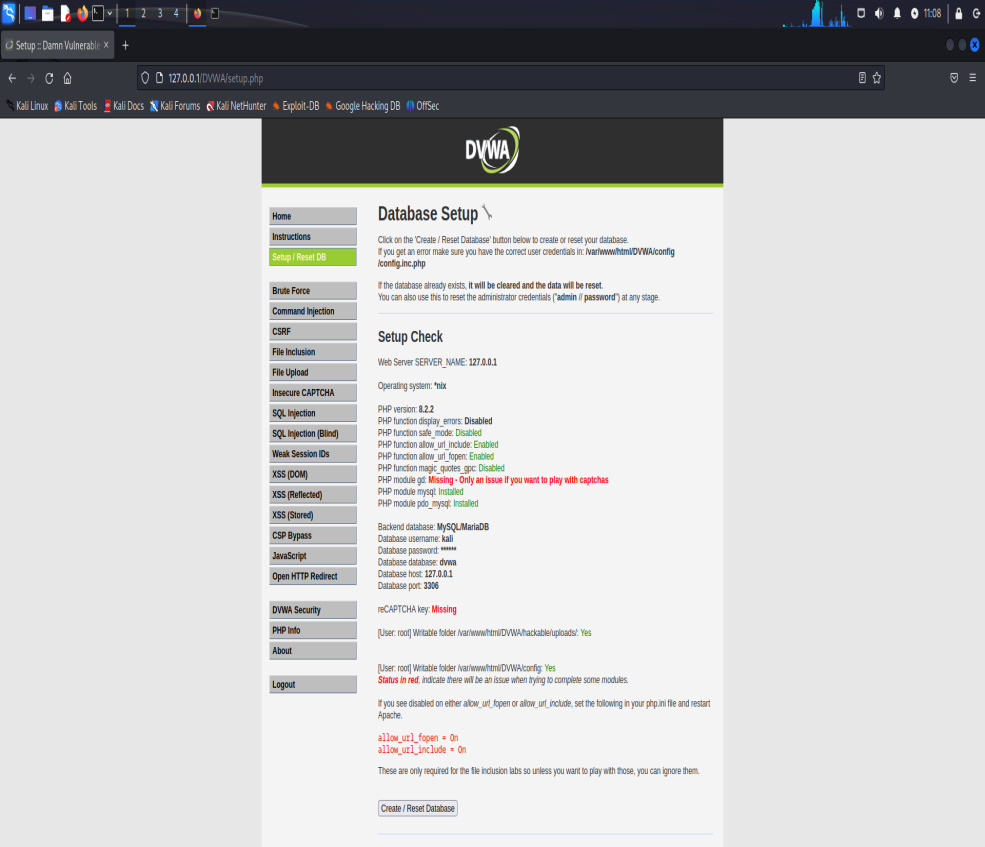 1 2 3 4
11:08
Setup :: Damn Vulnerable
127.0.0.1/DVWA/setup.php
Kali Linux Kali Tools Kali Docs Kali Forums Kali NetHunter Exploit-DB Google Hacking DB OffSec
DVWA
Home
Instructions
Setup / Reset DB
Brute Force
Command Injection
CSRF
File Inclusion
File Upload
Insecure CAPTCHA
SQL Injection
SQL Injection (Blind)
Weak Session IDs
XSS (DOM)
XSS (Reflected)
XSS (Stored)
CSP Bypass
JavaScript
Open HTTP Redirect
DVWA Security
PHP Info
About
Logout
Database Setup
Click on the 'Create / Reset Database' button below to create or reset your database.
If you get an error make sure you have the correct user credentials in: /var/www/html/DVWA/config
/config.inc.php
If the database already exists, it will be cleared and the data will be reset.
You can also use this to reset the administrator credentials ("admin // password") at any stage.
Setup Check
Web Server SERVER_NAME: 127.0.0.1
Operating system: *nix
PHP version: 8.2.2
PHP function display_errors: Disabled
PHP function safe_mode: Disabled
PHP function allow_url_include: Enabled
PHP function allow_url_fopen: Enabled
PHP function magic_quotes_gpc: Disabled
PHP module gd: Missing - Only an issue if you want to play with captchas
PHP module mysql: Installed
PHP module pdo_mysql: Installed
Backend database: MySQL/MariaDB
Database username: kali
Database password: ******
Database database: dvwa
Database host: 127.0.0.1
Database port: 3306
reCAPTCHA key: Missing
[User: root] Writable folder /var/www/html/DVWA/hackable/uploads/: Yes
[User: root] Writable folder /var/www/html/DVWA/config: Yes
Status in red, indicate there will be an issue when trying to complete some modules.
If you see disabled on either allow_url_fopen or allow_url_include, set the following in your php.ini file and restart
Apache.
allow_url_fopen = On
allow_url_include = On
These are only required for the file inclusion labs so unless you want to play with those, you can ignore them.
Create / Reset Database